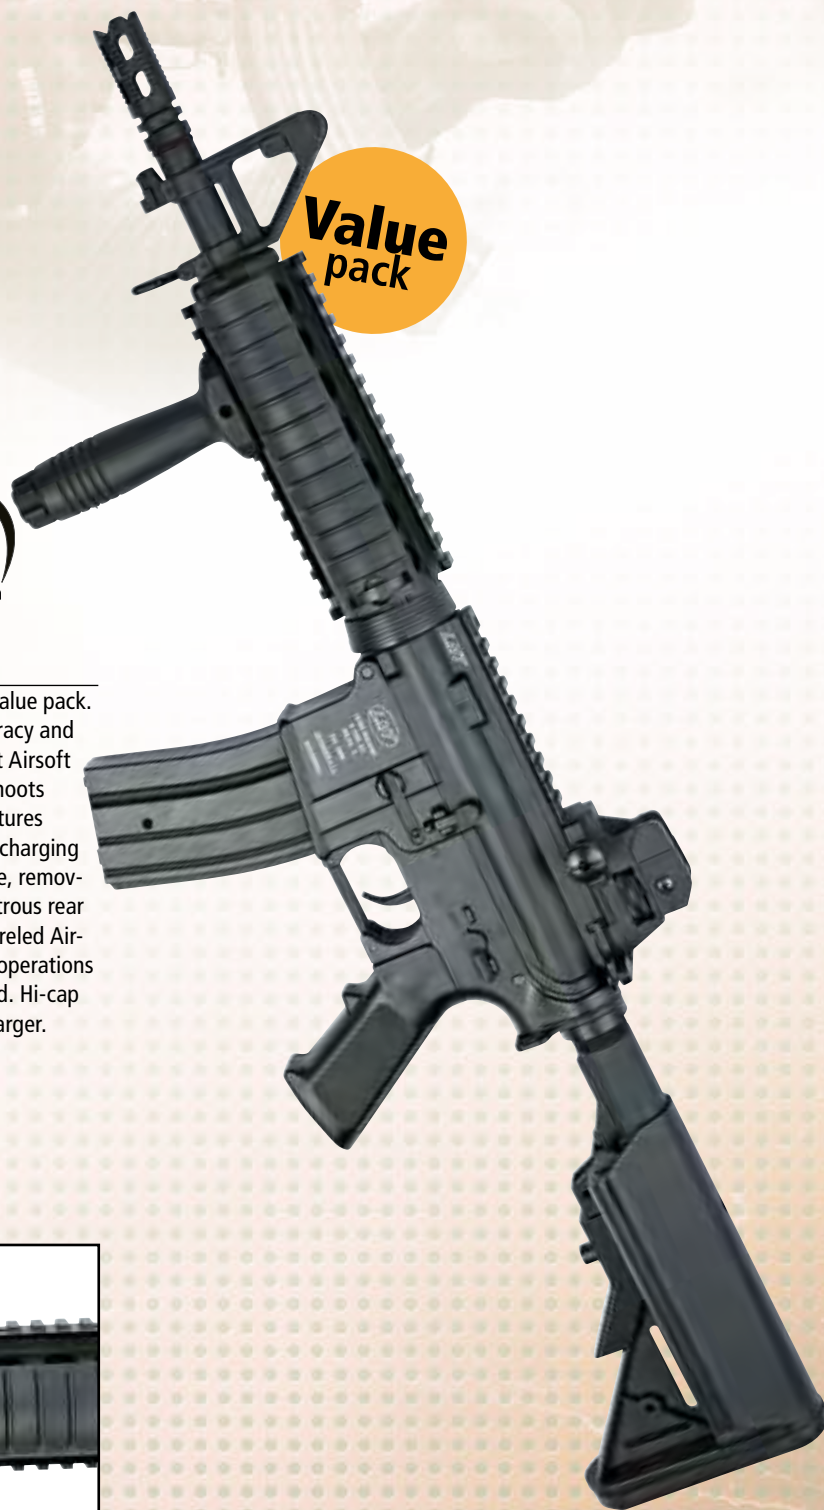 Value
pack
alue pack.
racy and
t Airsoft
hoots
tures
charging
e, remov-
trous rear
reled Air-
operations
d. Hi-cap
arger.